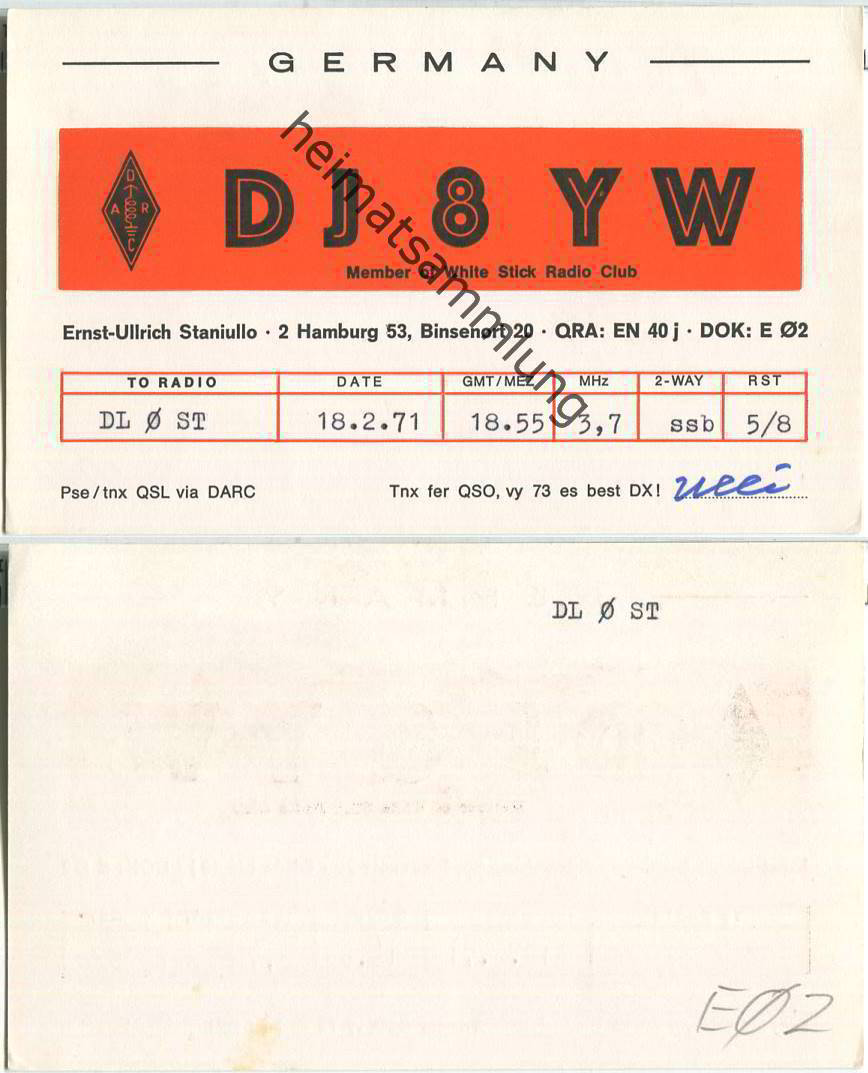 GERMANY
DARC
DJ8YW
Member of White Stick Radio Club
Ernst-Ullrich Staniullo · 2 Hamburg 53, Binsenort 20 · QRA: EN 40 j · DOK: E Ø2
TO RADIO DATE GMT/MEZ MHz 2-WAY RST
DL Ø ST 18.2.71 18.55 3,7 ssb 5/8
Pse/tnx QSL via DARC Tnx fer QSO, vy 73 es best DX!
heimatsammlung
DL Ø ST
EØ2